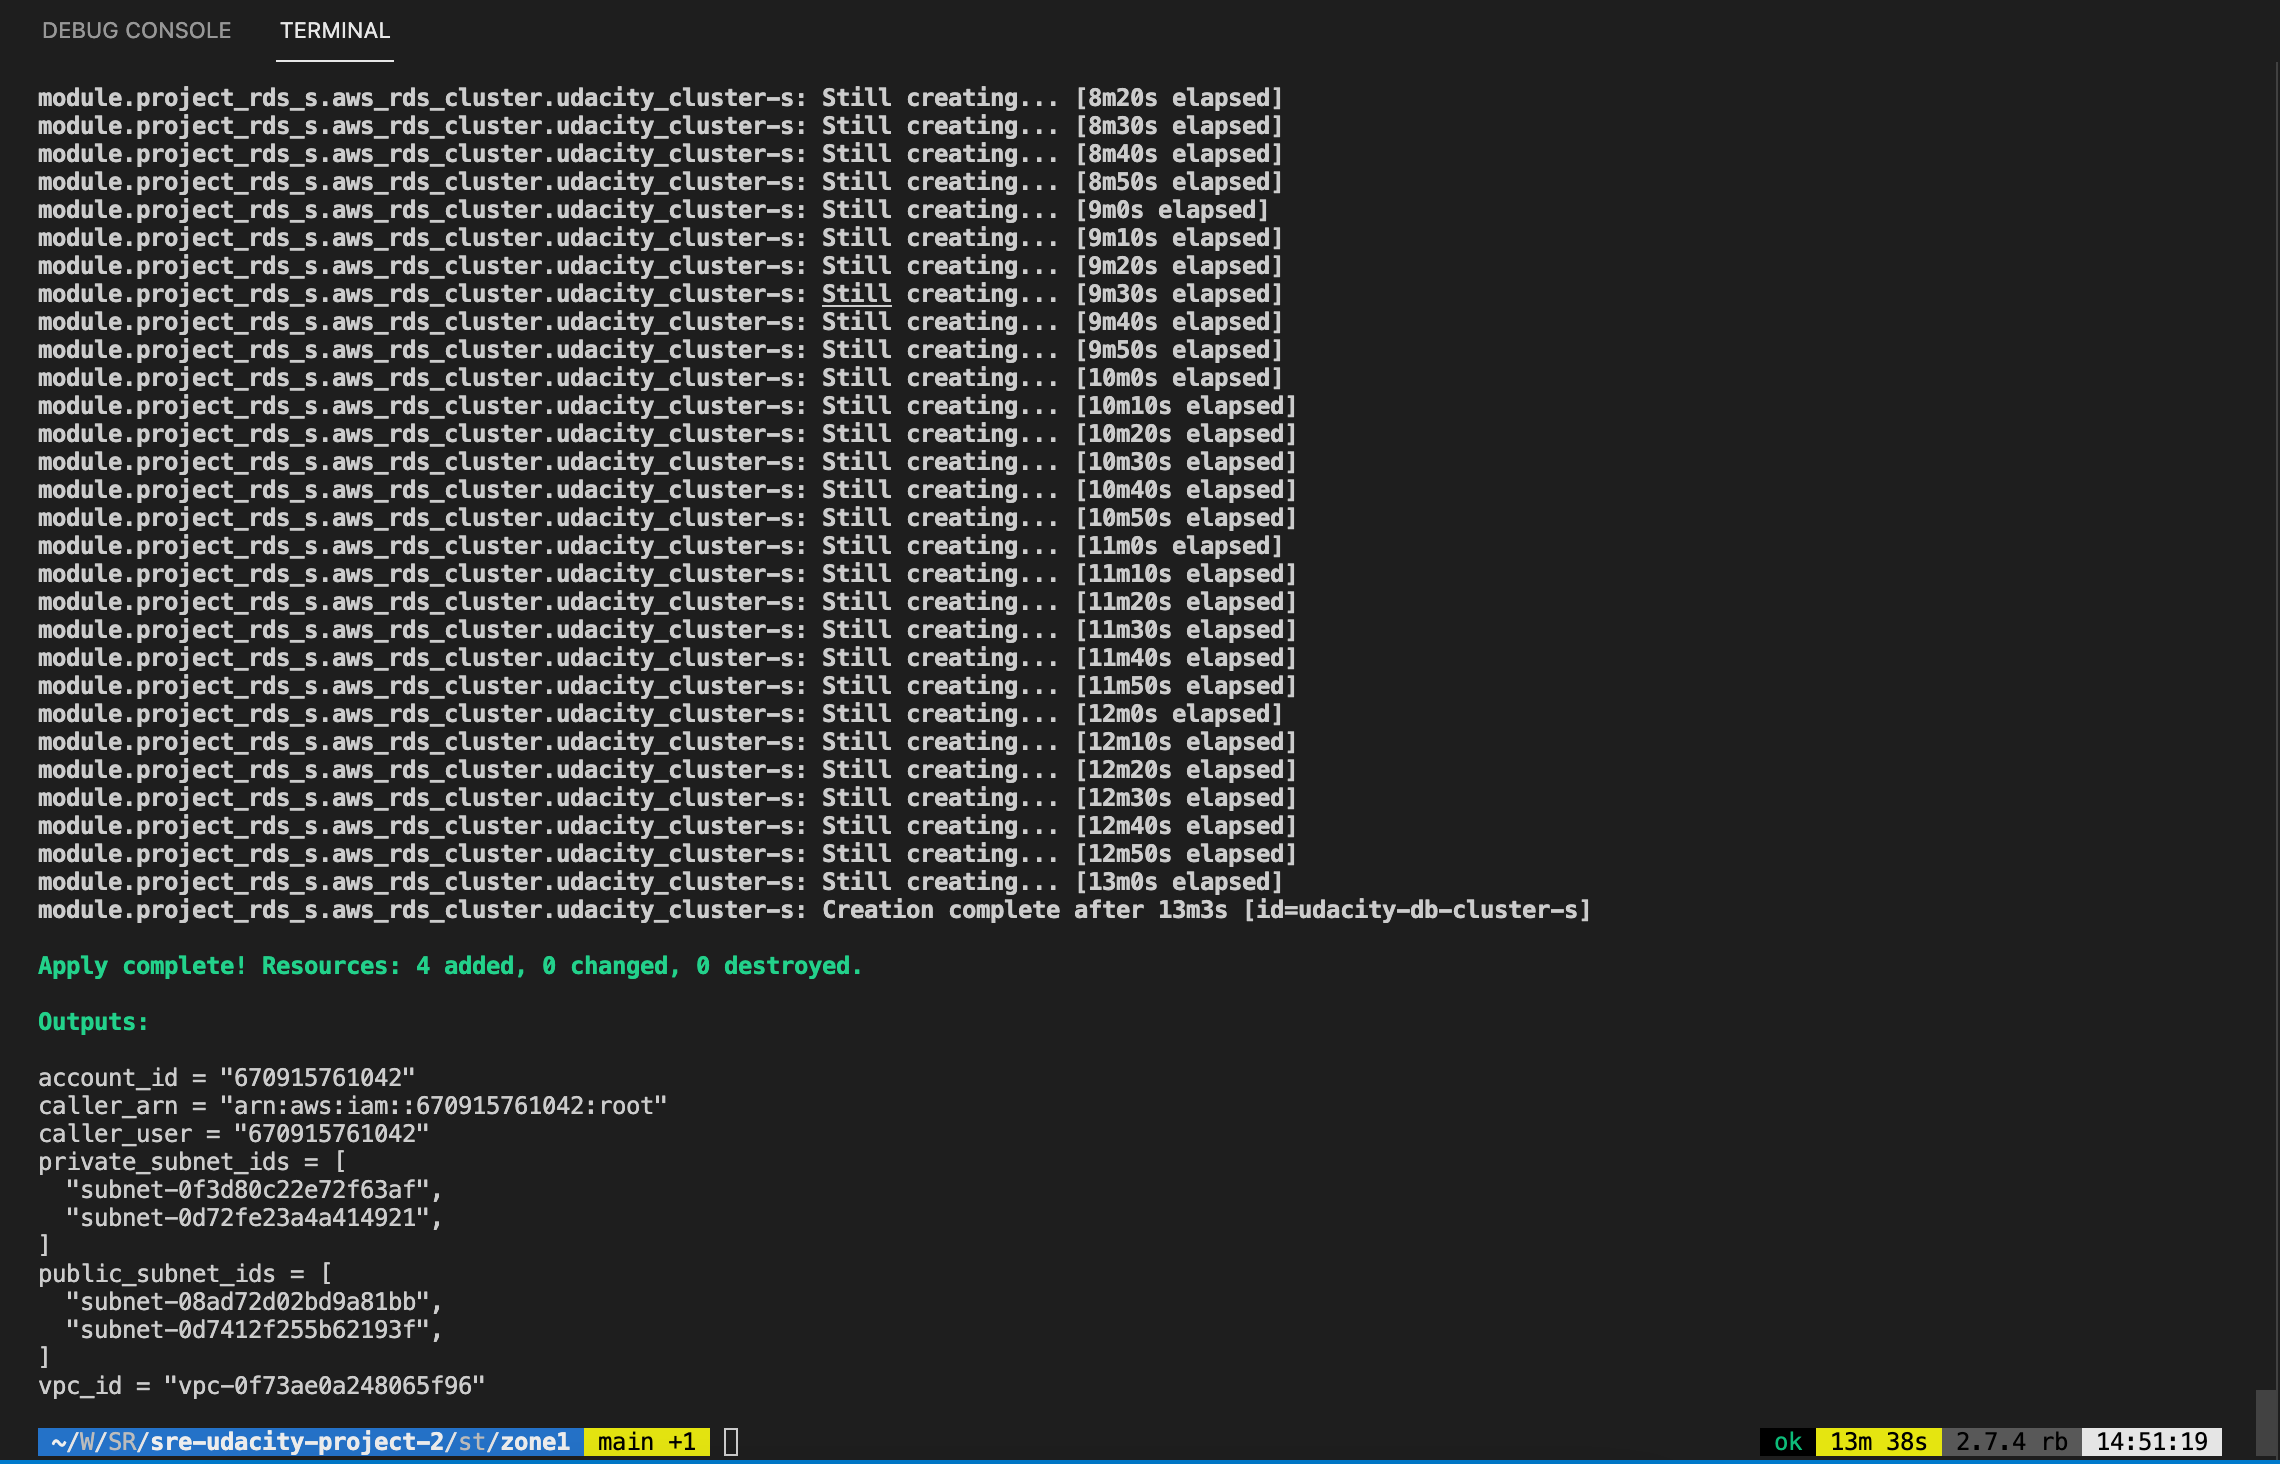 DEBUG CONSOLE TERMINAL
module.project_rds_s.aws_rds_cluster.udacity_cluster-s: Still creating... [8m20s elapsed]
module.project_rds_s.aws_rds_cluster.udacity_cluster-s: Still creating... [8m30s elapsed]
module.project_rds_s.aws_rds_cluster.udacity_cluster-s: Still creating... [8m40s elapsed]
module.project_rds_s.aws_rds_cluster.udacity_cluster-s: Still creating... [8m50s elapsed]
module.project_rds_s.aws_rds_cluster.udacity_cluster-s: Still creating... [9m0s elapsed]
module.project_rds_s.aws_rds_cluster.udacity_cluster-s: Still creating... [9m10s elapsed]
module.project_rds_s.aws_rds_cluster.udacity_cluster-s: Still creating... [9m20s elapsed]
module.project_rds_s.aws_rds_cluster.udacity_cluster-s: Still creating... [9m30s elapsed]
module.project_rds_s.aws_rds_cluster.udacity_cluster-s: Still creating... [9m40s elapsed]
module.project_rds_s.aws_rds_cluster.udacity_cluster-s: Still creating... [9m50s elapsed]
module.project_rds_s.aws_rds_cluster.udacity_cluster-s: Still creating... [10m0s elapsed]
module.project_rds_s.aws_rds_cluster.udacity_cluster-s: Still creating... [10m10s elapsed]
module.project_rds_s.aws_rds_cluster.udacity_cluster-s: Still creating... [10m20s elapsed]
module.project_rds_s.aws_rds_cluster.udacity_cluster-s: Still creating... [10m30s elapsed]
module.project_rds_s.aws_rds_cluster.udacity_cluster-s: Still creating... [10m40s elapsed]
module.project_rds_s.aws_rds_cluster.udacity_cluster-s: Still creating... [10m50s elapsed]
module.project_rds_s.aws_rds_cluster.udacity_cluster-s: Still creating... [11m0s elapsed]
module.project_rds_s.aws_rds_cluster.udacity_cluster-s: Still creating... [11m10s elapsed]
module.project_rds_s.aws_rds_cluster.udacity_cluster-s: Still creating... [11m20s elapsed]
module.project_rds_s.aws_rds_cluster.udacity_cluster-s: Still creating... [11m30s elapsed]
module.project_rds_s.aws_rds_cluster.udacity_cluster-s: Still creating... [11m40s elapsed]
module.project_rds_s.aws_rds_cluster.udacity_cluster-s: Still creating... [11m50s elapsed]
module.project_rds_s.aws_rds_cluster.udacity_cluster-s: Still creating... [12m0s elapsed]
module.project_rds_s.aws_rds_cluster.udacity_cluster-s: Still creating... [12m10s elapsed]
module.project_rds_s.aws_rds_cluster.udacity_cluster-s: Still creating... [12m20s elapsed]
module.project_rds_s.aws_rds_cluster.udacity_cluster-s: Still creating... [12m30s elapsed]
module.project_rds_s.aws_rds_cluster.udacity_cluster-s: Still creating... [12m40s elapsed]
module.project_rds_s.aws_rds_cluster.udacity_cluster-s: Still creating... [12m50s elapsed]
module.project_rds_s.aws_rds_cluster.udacity_cluster-s: Still creating... [13m0s elapsed]
module.project_rds_s.aws_rds_cluster.udacity_cluster-s: Creation complete after 13m3s [id=udacity-db-cluster-s]
Apply complete! Resources: 4 added, 0 changed, 0 destroyed.
Outputs:
account_id = "670915761042"
caller_arn = "arn:aws:iam::670915761042:root"
caller_user = "670915761042"
private_subnet_ids = [
"subnet-0f3d80c22e72f63af",
"subnet-0d72fe23a4a414921",
]
public_subnet_ids = [
"subnet-08ad72d02bd9a81bb",
"subnet-0d7412f255b62193f",
]
vpc_id = "vpc-0f73ae0a248065f96"
~/W/SR/sre-udacity-project-2/st/zone1 main +1 ok 13m 38s 2.7.4 rb 14:51:19